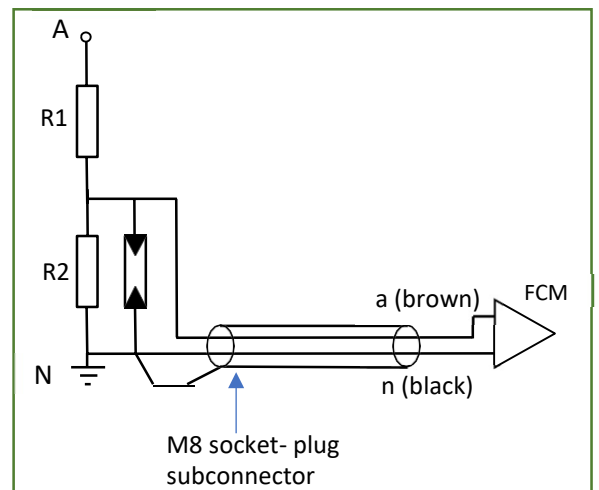 A
R1
R2
a (brown)
FCM
N
n (black)
M8 socket- plug
subconnector